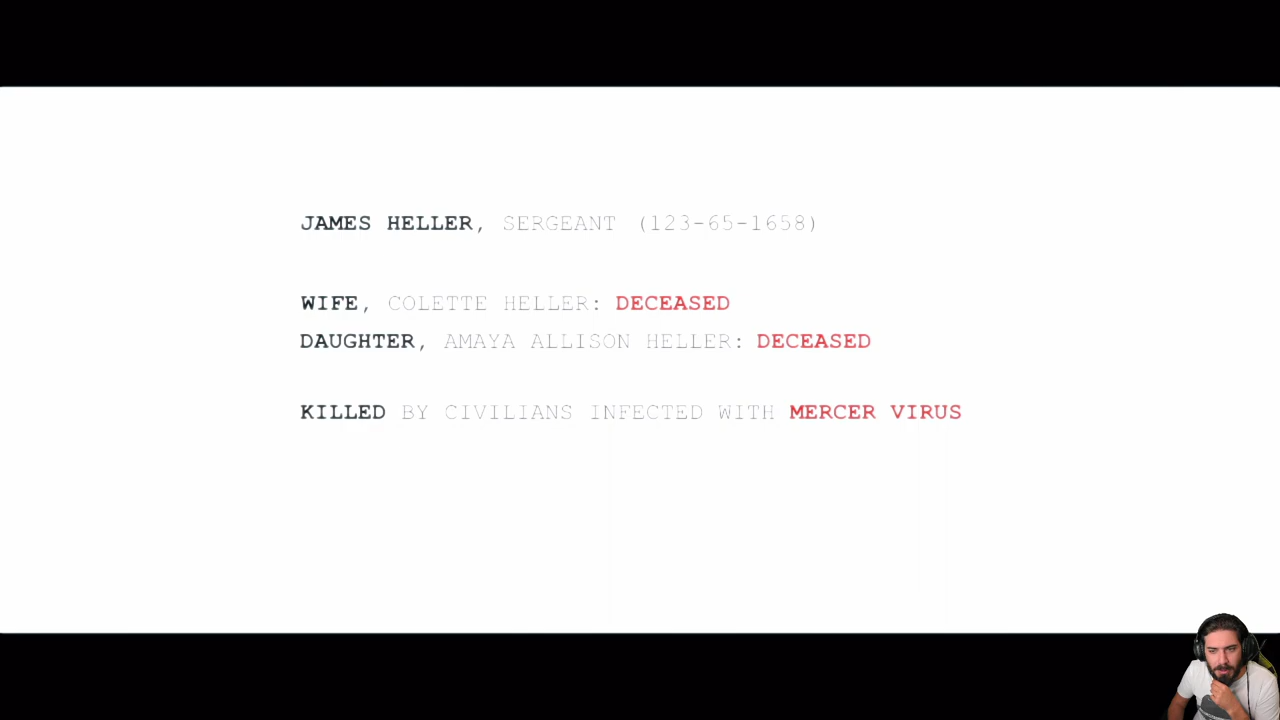 JAMES HELLER, SERGEANT (123-65-1658)
WIFE, COLETTE HELLER: DECEASED
DAUGHTER, AMAYA ALLISON HELLER: DECEASED
KILLED BY CIVILIANS INFECTED WITH MERCER VIRUS